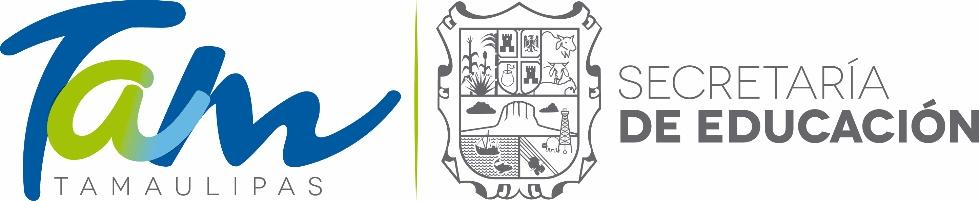 Tam
TAMAULIPAS
SECRETARÍA
DE EDUCACIÓN